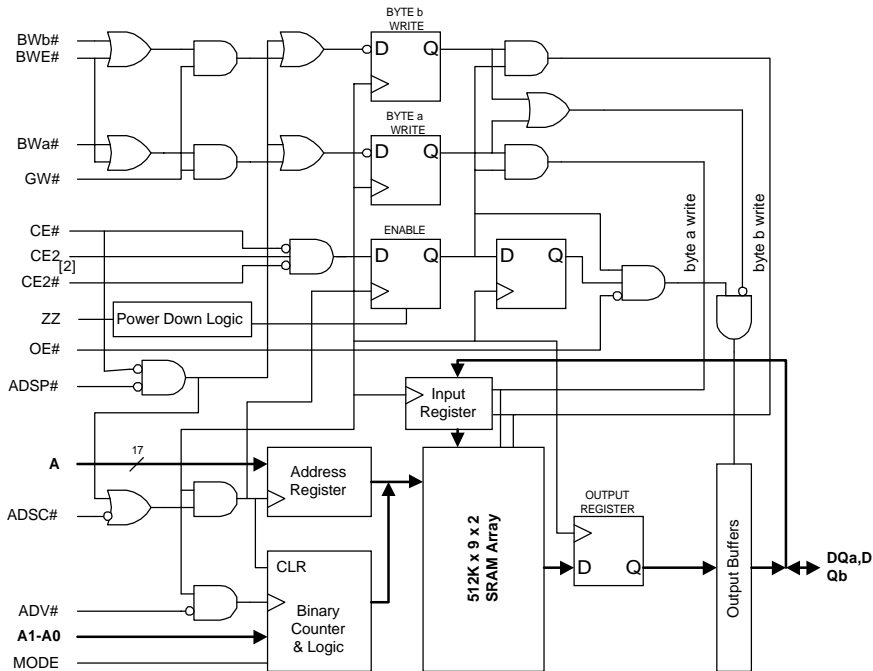 BYTE b
WRITE
BWb#
BWE#
D Q
BYTE a
WRITE
BWa#
GW#
D Q
CE#
CE2
[2]
CE2#
ENABLE
D Q
D Q
byte a write
byte b write
ZZ
Power Down Logic
OE#
ADSP#
Input
Register
A
17
Address
Register
ADSC#
OUTPUT
REGISTER
D Q
512K x 9 x 2
SRAM Array
Output Buffers
DQa,D
Qb
CLR
Binary
Counter
& Logic
ADV#
A1-A0
MODE